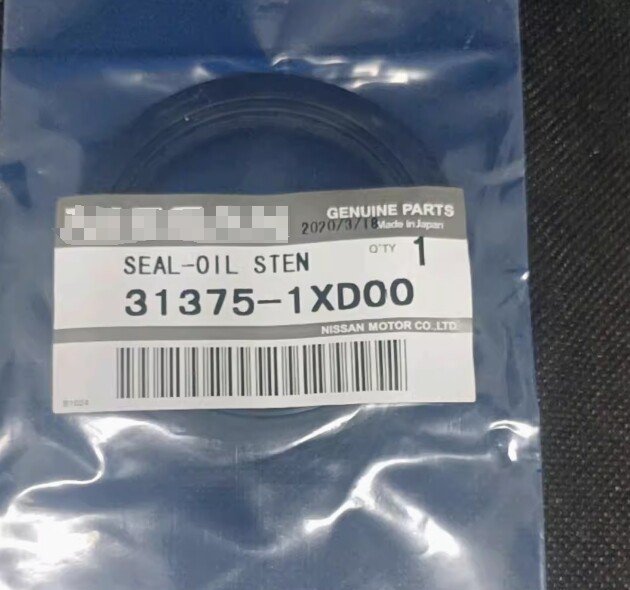 GENUINE PARTS
2020/3/18 Made in Japan
SEAL-OIL STEN
Q'TY 1
31375-1XD00
NISSAN MOTOR CO.,LTD.